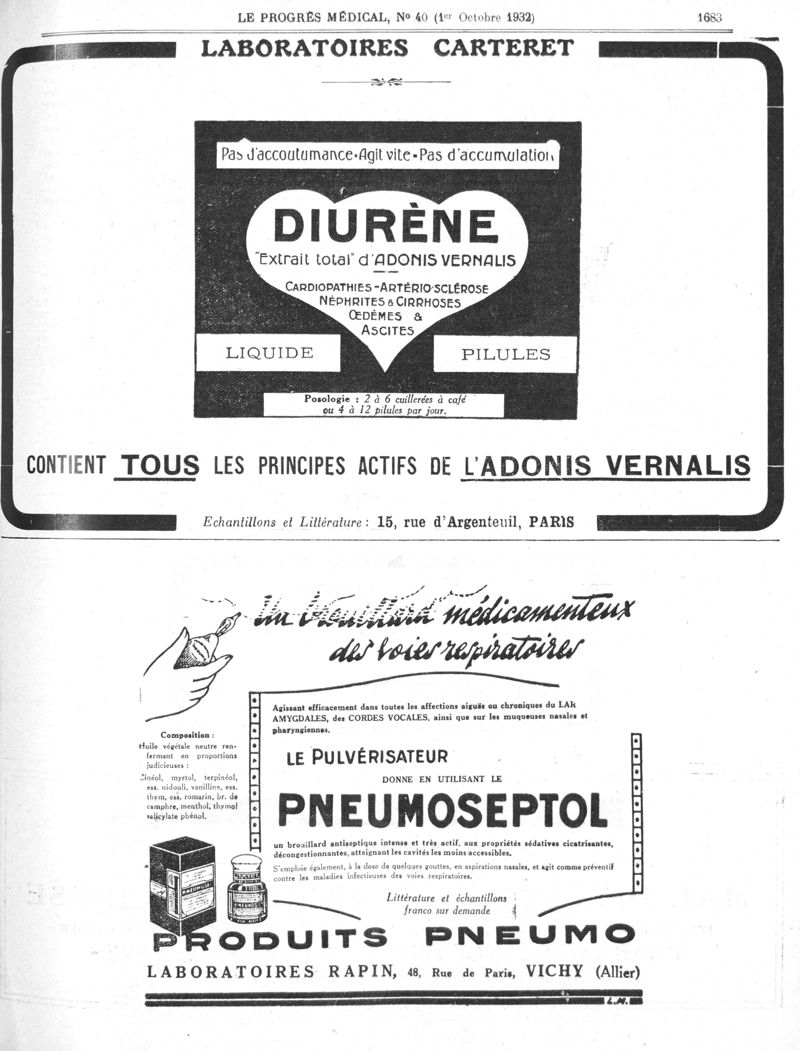 LE PROGRÈS MÉDICAL, No 40 (1er Octobre 1932)
1683
LABORATOIRES CARTERET
Pas d'accoutumance-Agit vite-Pas d'accumulation
DIURÈNE
"Extrait total" d'ADONIS VERNALIS
CARDIOPATHIES-ARTÉRIO-SCLÉROSE
NÉPHRITES & CIRRHOSES
ŒDÈMES &
ASCITES
LIQUIDE
PILULES
Posologie : 2 à 6 cuillerées à café
ou 4 à 12 pilules par jour.
CONTIENT TOUS LES PRINCIPES ACTIFS DE L'ADONIS VERNALIS
Echantillons et Littérature : 15, rue d'Argenteuil, PARIS
Un brouillard médicamenteux
des voies respiratoires
Agissant efficacement dans toutes les affections aiguës ou chroniques du LAR
AMYGDALES, des CORDES VOCALES, ainsi que sur les muqueuses nasales et
pharyngiennes.
Composition :
Huile végétale neutre ren-
fermant en proportions
judicieuses :
Cinéol, myrtol, terpinéol,
ess. nidouli, vanilline, ess.
thym, ess. romarin, br. de
camphre, menthol, thymol
salicylate phénol.
LE PULVÉRISATEUR
DONNE EN UTILISANT LE
PNEUMOSEPTOL
un brouillard antiseptique intense et très actif, aux propriétés sédatives cicatrisantes,
décongestionnantes, atteignant les cavités les moins accessibles.
S'emploie également, à la dose de quelques gouttes, en aspirations nasales, et agit comme préventif
contre les maladies infectieuses des voies respiratoires.
Littérature et échantillons
franco sur demande
PRODUITS PNEUMO
LABORATOIRES RAPIN, 48, Rue de Paris, VICHY (Allier)
L.M.